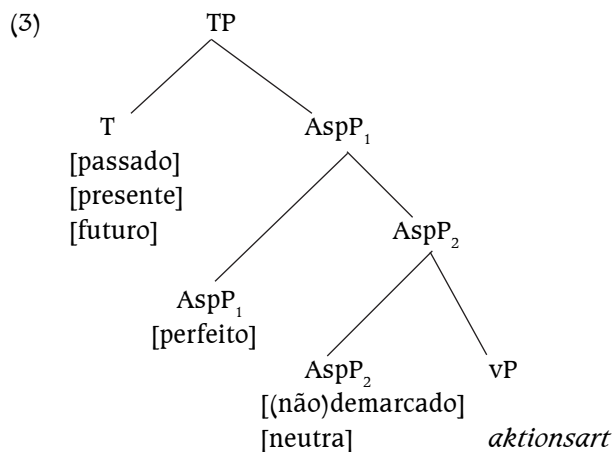 (3) TP
T AspP₁
[passado]
[presente]
[futuro] AspP₂
AspP₁
[perfeito]
AspP₂ vP
[(não)demarcado]
[neutra] aktionsart